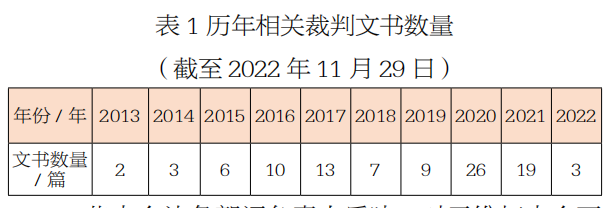 表 1 历年相关裁判文书数量
（截至 2022 年 11 月 29 日）
年份 / 年 2013 2014 2015 2016 2017 2018 2019 2020 2021 2022
文书数量
/ 篇 2 3 6 10 13 7 9 26 19 3